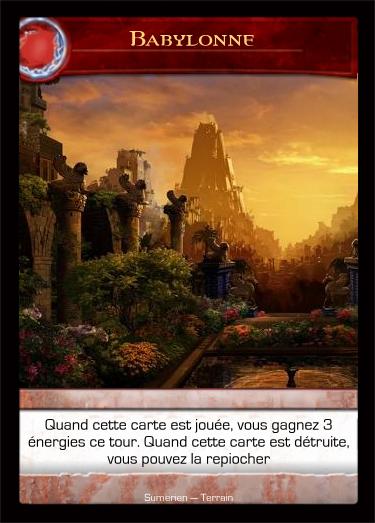 Babylonne
Quand cette carte est jouée, vous gagnez 3
énergies ce tour. Quand cette carte est détruite,
vous pouvez la repiocher
Sumerien — Terrain